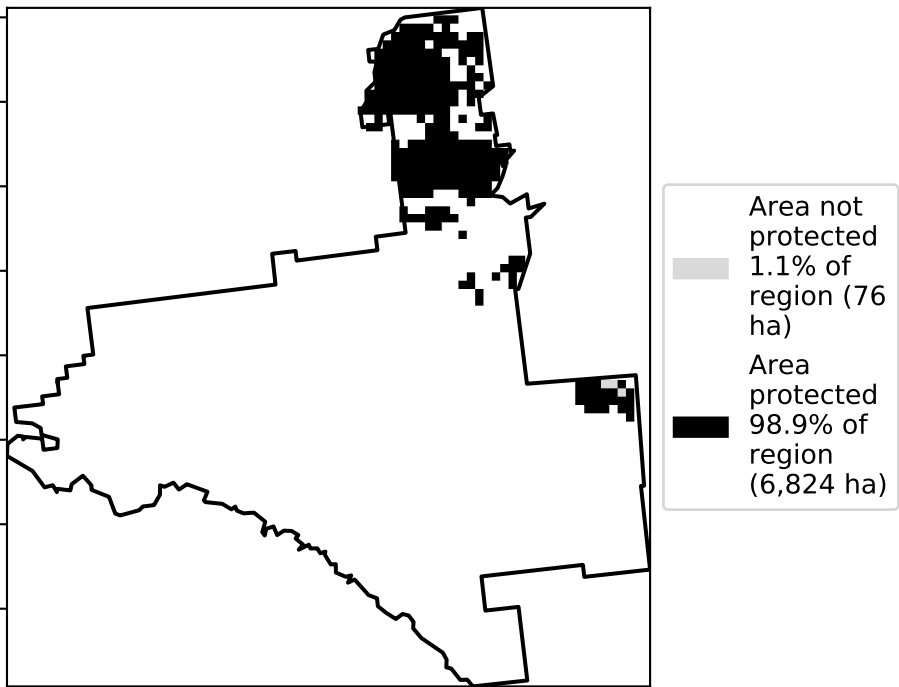 Area not
protected
1.1% of
region (76
ha)
Area
protected
98.9% of
region
(6,824 ha)